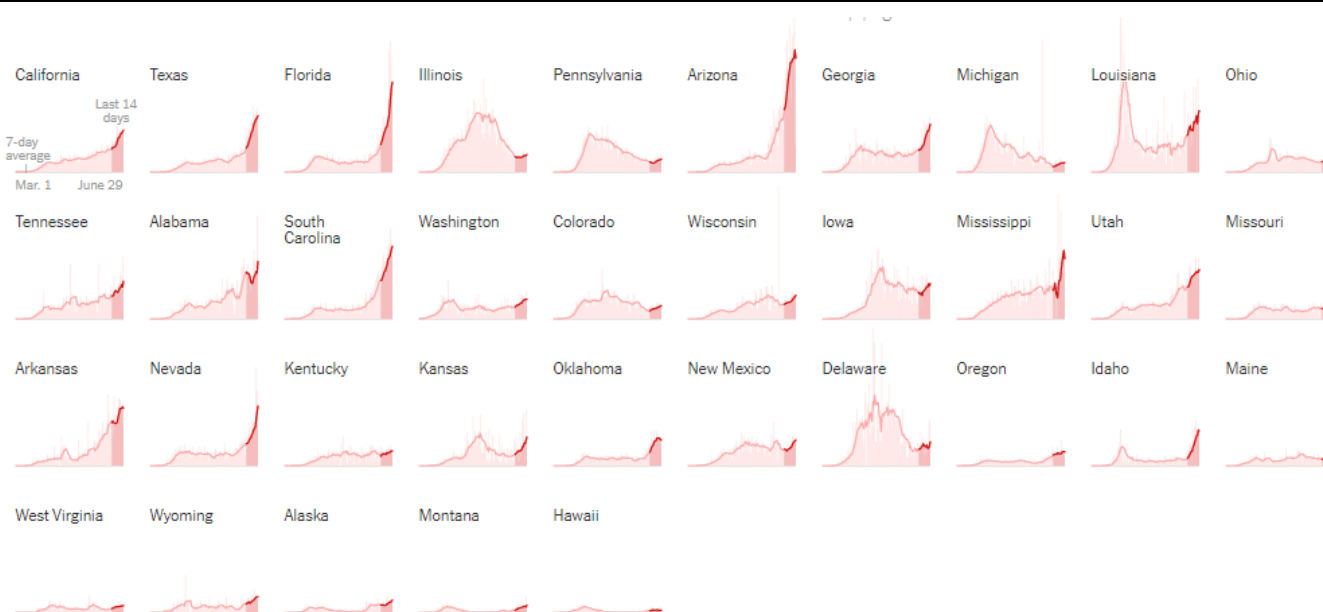 California
Texas
Florida
Illinois
Pennsylvania
Arizona
Georgia
Michigan
Louisiana
Ohio
Last 14
days
7-day
average
Mar. 1
June 29
Tennessee
Alabama
South
Carolina
Washington
Colorado
Wisconsin
Iowa
Mississippi
Utah
Missouri
Arkansas
Nevada
Kentucky
Kansas
Oklahoma
New Mexico
Delaware
Oregon
Idaho
Maine
West Virginia
Wyoming
Alaska
Montana
Hawaii